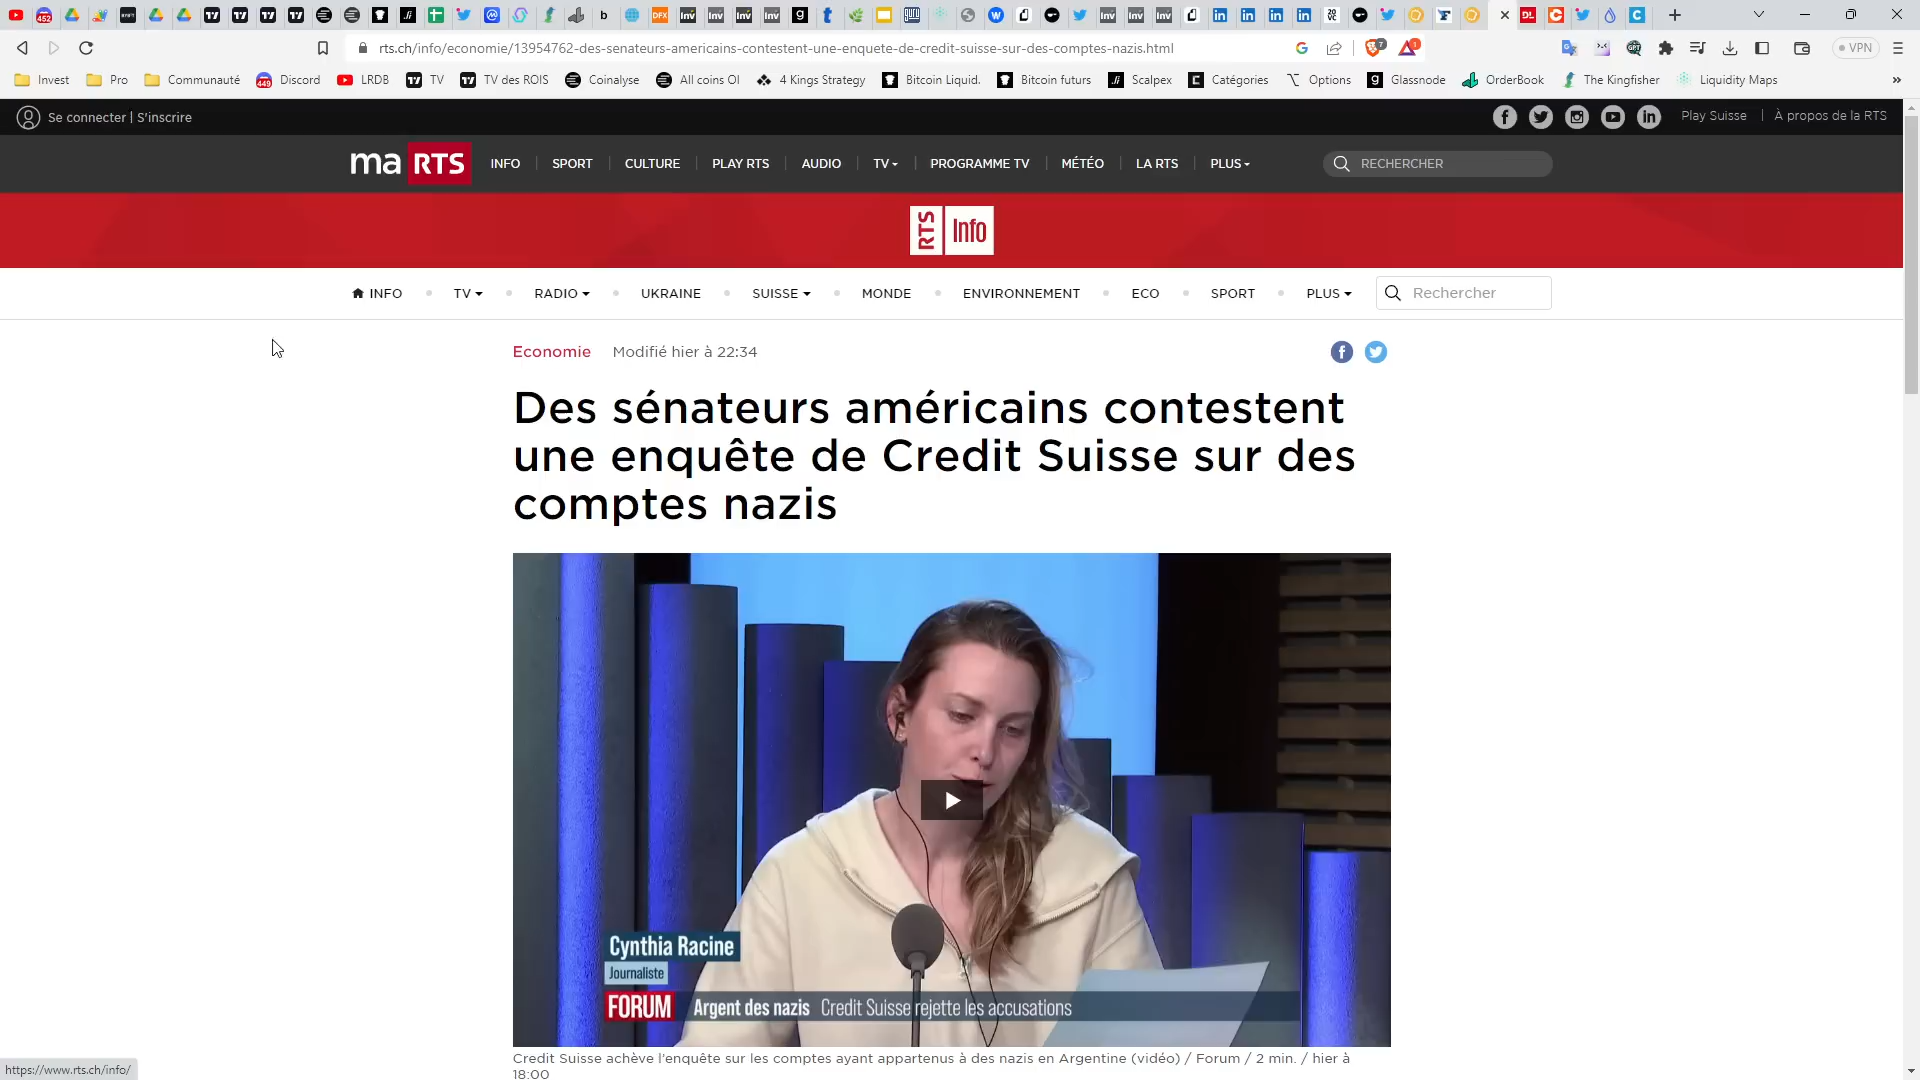 452
rts.ch/info/economie/13954762-des-senateurs-americains-contestent-une-enquete-de-credit-suisse-sur-des-comptes-nazis.html
7
1
VPN
Invest
Pro
Communauté
449
Discord
LRDB
TV
TV des ROIS
Coinalyse
All coins OI
4 Kings Strategy
Bitcoin Liquid.
Bitcoin futurs
Scalpex
Catégories
Options
Glassnode
OrderBook
The Kingfisher
Liquidity Maps
»
Se connecter | S'inscrire
Play Suisse | À propos de la RTS
ma RTS
INFO
SPORT
CULTURE
PLAY RTS
AUDIO
TV
PROGRAMME TV
MÉTÉO
LA RTS
PLUS
RECHERCHER
RTS Info
INFO
TV
RADIO
UKRAINE
SUISSE
MONDE
ENVIRONNEMENT
ECO
SPORT
PLUS
Rechercher
Economie Modifié hier à 22:34
Des sénateurs américains contestent
une enquête de Credit Suisse sur des
comptes nazis
Cynthia Racine
Journaliste
FORUM Argent des nazis Credit Suisse rejette les accusations
Credit Suisse achève l'enquête sur les comptes ayant appartenus à des nazis en Argentine (vidéo) / Forum / 2 min. / hier à
18:00
https://www.rts.ch/info/